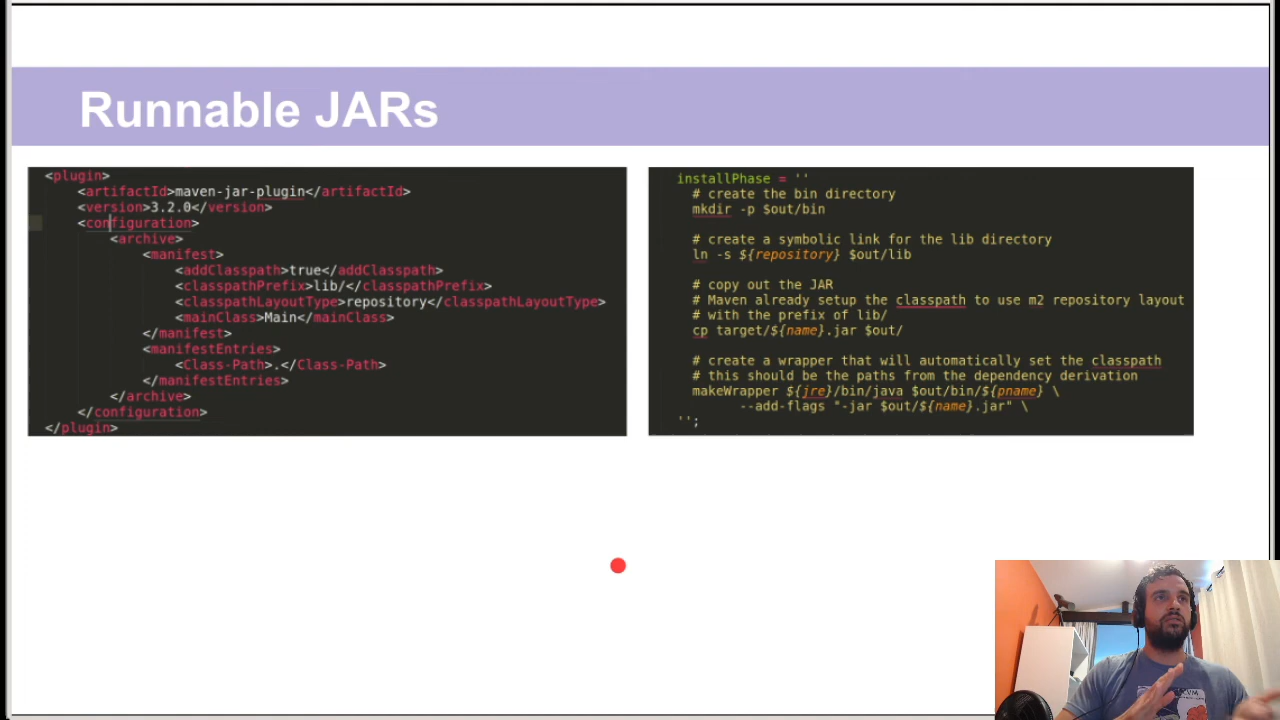 Runnable JARs
<plugin>
<artifactId>maven-jar-plugin</artifactId>
<version>3.2.0</version>
<configuration>
<archive>
<manifest>
<addClasspath>true</addClasspath>
<classpathPrefix>lib/</classpathPrefix>
<classpathLayoutType>repository</classpathLayoutType>
<mainClass>Main</mainClass>
</manifest>
<manifestEntries>
<Class-Path>.</Class-Path>
</manifestEntries>
</archive>
</configuration>
</plugin>
installPhase = ''
# create the bin directory
mkdir -p $out/bin
# create a symbolic link for the lib directory
ln -s ${repository} $out/lib
# copy out the JAR
# Maven already setup the classpath to use m2 repository layout
# with the prefix of lib/
cp target/${name}.jar $out/
# create a wrapper that will automatically set the classpath
# this should be the paths from the dependency derivation
makeWrapper ${jre}/bin/java $out/bin/${pname} \
--add-flags "-jar $out/${name}.jar" \
'';